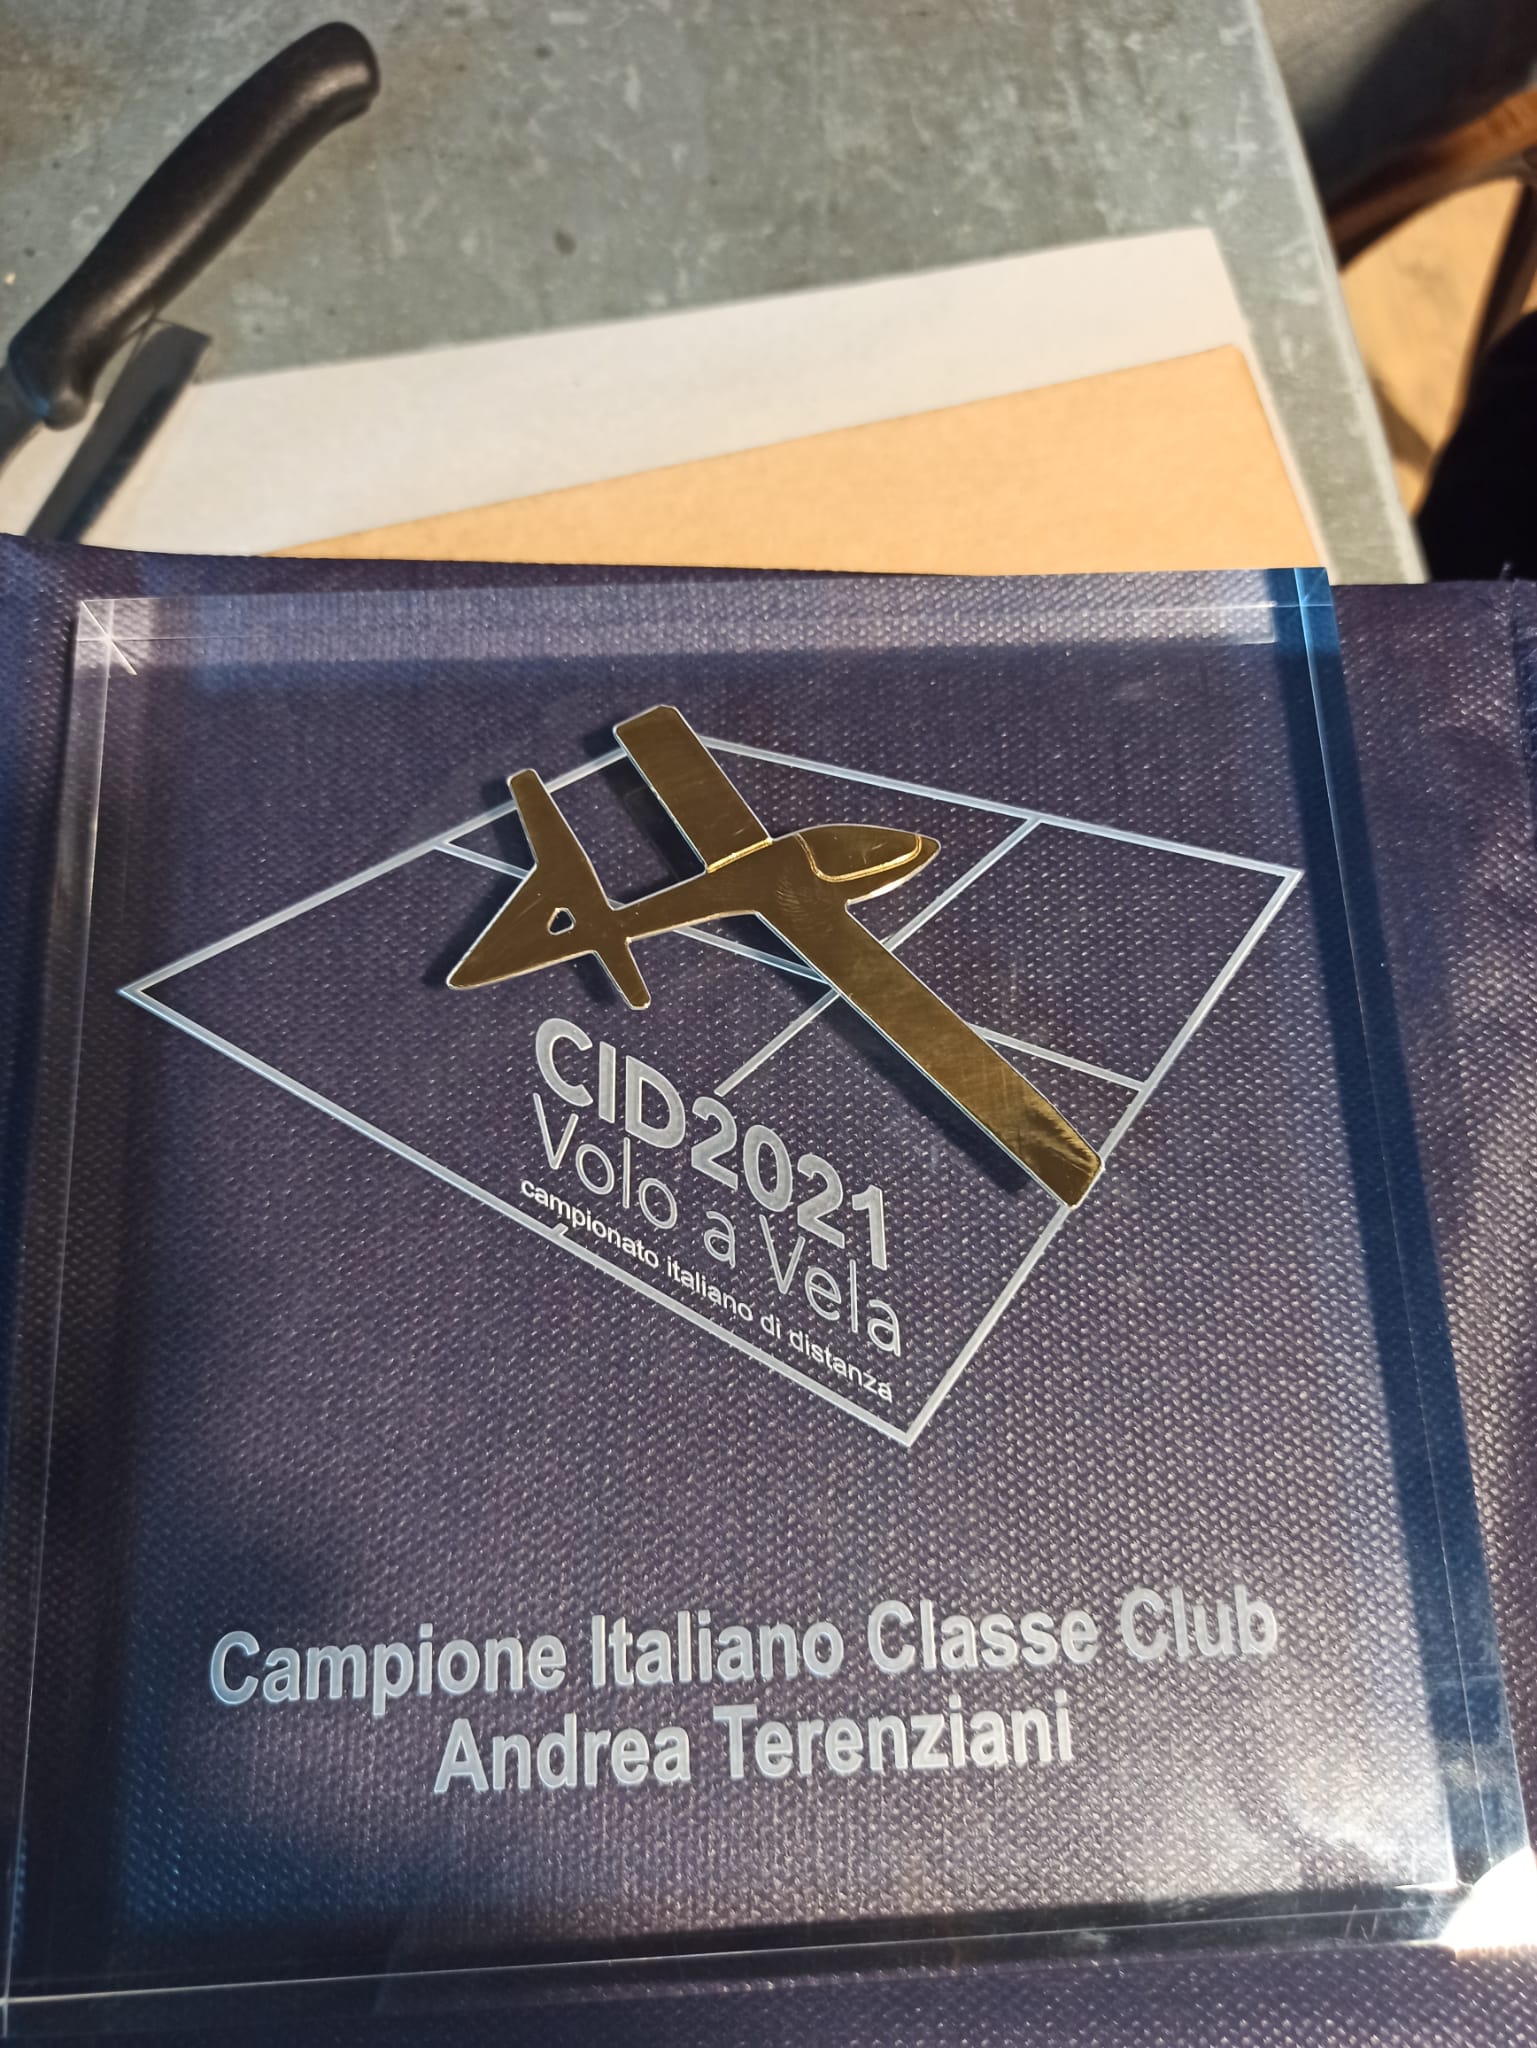 CID2021
Volo a Vela
campionato italiano di distanza
Campione Italiano Classe Club
Andrea Terenziani